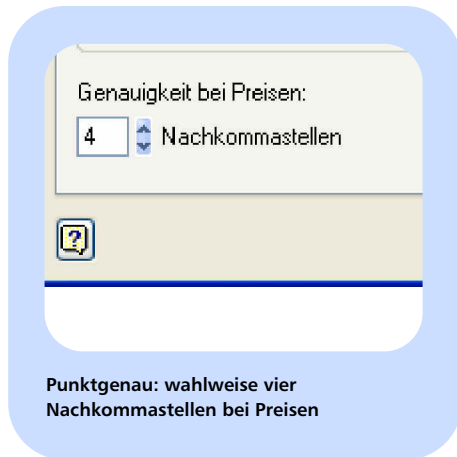 Genauigkeit bei Preisen:
4 Nachkommastellen
?
Punktgenau: wahlweise vier
Nachkommastellen bei Preisen